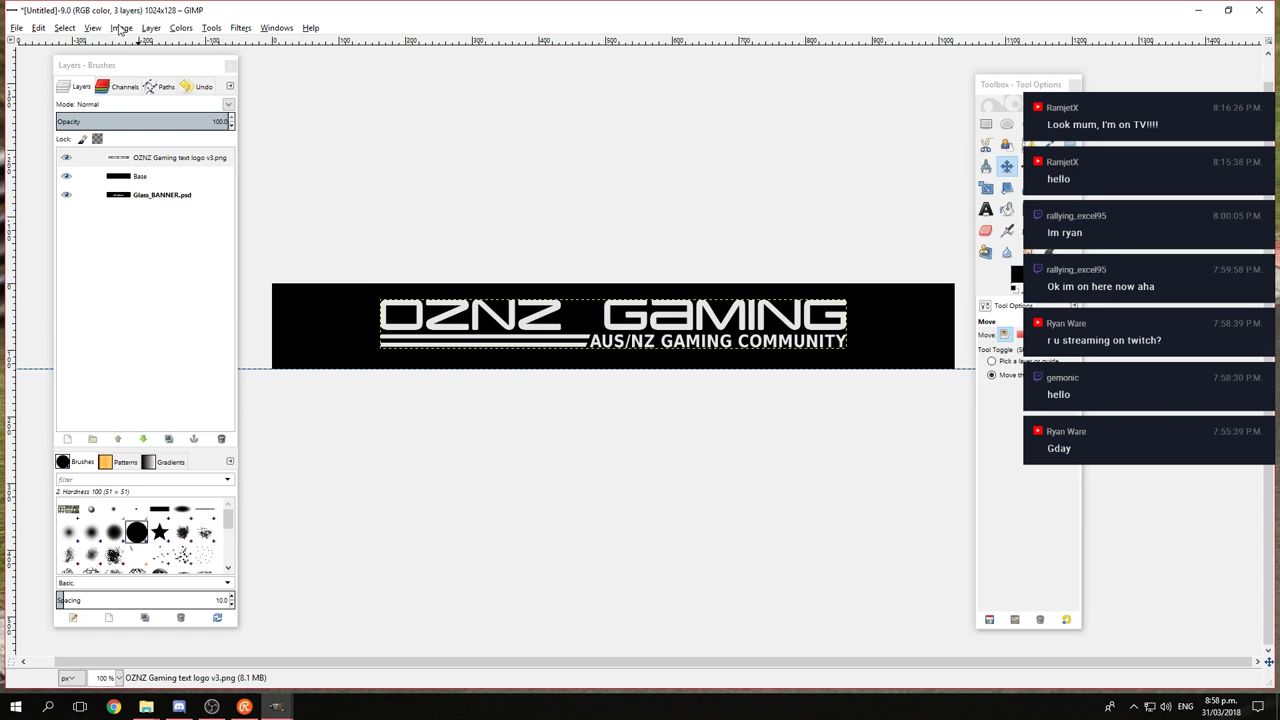 *[Untitled]-9.0 (RGB color, 3 layers) 1024x128 – GIMP
File Edit Select View Image Layer Colors Tools Filters Windows Help
Layers - Brushes
Layers Channels Paths Undo
Mode: Normal
Opacity 100.0
Lock:
OZNZ Gaming text logo v3.png
Base
Glass_BANNER.psd
Brushes Patterns Gradients
filter
2. Hardness 100 (51 × 51)
Basic,
Spacing 10.0
OZNZ GAMING
AUS/NZ GAMING COMMUNITY
Toolbox - Tool Options
Tool Options
Move
Move:
Tool Toggle
Pick a layer or guide
Move th
RamjetX 8:16:26 P.M.
Look mum, I'm on TV!!!!
RamjetX 8:15:38 P.M.
hello
rallying_excel95 8:00:05 P.M.
Im ryan
rallying_excel95 7:59:58 P.M.
Ok im on here now aha
Ryan Ware 7:58:39 P.M.
r u streaming on twitch?
gemonic 7:58:30 P.M.
hello
Ryan Ware 7:55:39 P.M.
Gday
px 100 % OZNZ Gaming text logo v3.png (8.1 MB)
ENG
8:58 p.m.
31/03/2018